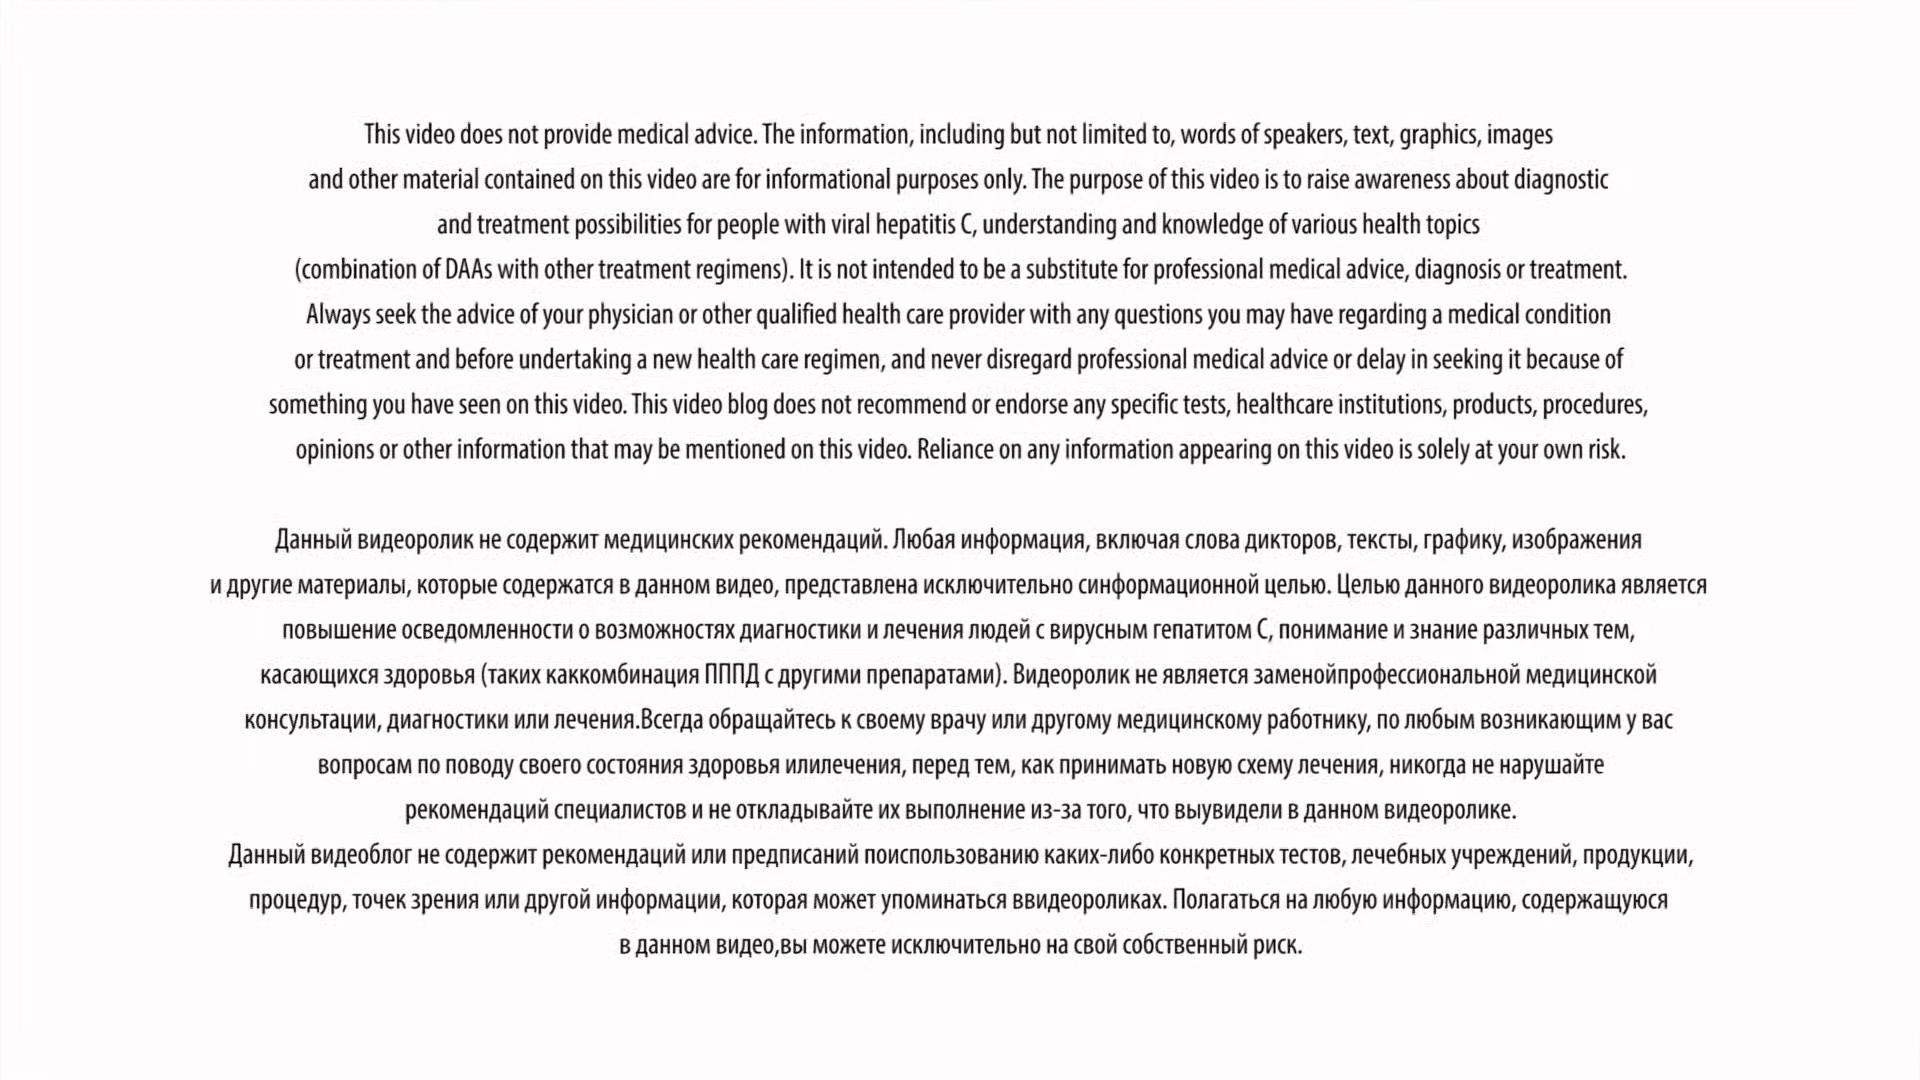 This video does not provide medical advice. The information, including but not limited to, words of speakers, text, graphics, images
and other material contained on this video are for informational purposes only. The purpose of this video is to raise awareness about diagnostic
and treatment possibilities for people with viral hepatitis C, understanding and knowledge of various health topics
(combination of DAAs with other treatment regimens). It is not intended to be a substitute for professional medical advice, diagnosis or treatment.
Always seek the advice of your physician or other qualified health care provider with any questions you may have regarding a medical condition
or treatment and before undertaking a new health care regimen, and never disregard professional medical advice or delay in seeking it because of
something you have seen on this video. This video blog does not recommend or endorse any specific tests, healthcare institutions, products, procedures,
opinions or other information that may be mentioned on this video. Reliance on any information appearing on this video is solely at your own risk.
Данный видеоролик не содержит медицинских рекомендаций. Любая информация, включая слова дикторов, тексты, графику, изображения
и другие материалы, которые содержатся в данном видео, представлена исключительно синформационной целью. Целью данного видеоролика является
повышение осведомленности о возможностях диагностики и лечения людей с вирусным гепатитом С, понимание и знание различных тем,
касающихся здоровья (таких каккомбинация ПППД с другими препаратами). Видеоролик не является заменойпрофессиональной медицинской
консультации, диагностики или лечения.Всегда обращайтесь к своему врачу или другому медицинскому работнику, по любым возникающим у вас
вопросам по поводу своего состояния здоровья илилечения, перед тем, как принимать новую схему лечения, никогда не нарушайте
рекомендаций специалистов и не откладывайте их выполнение из-за того, что выувидели в данном видеоролике.
Данный видеоблог не содержит рекомендаций или предписаний поиспользованию каких-либо конкретных тестов, лечебных учреждений, продукции,
процедур, точек зрения или другой информации, которая может упоминаться ввидеороликах. Полагаться на любую информацию, содержащуюся
в данном видео,вы можете исключительно на свой собственный риск.